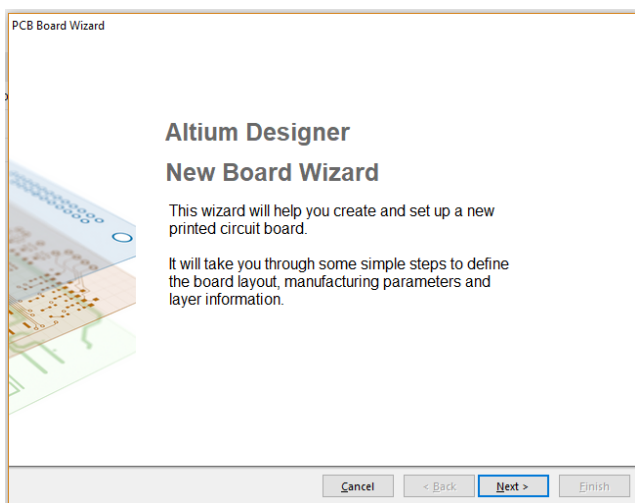 PCB Board Wizard
Altium Designer
New Board Wizard
This wizard will help you create and set up a new
printed circuit board.
It will take you through some simple steps to define
the board layout, manufacturing parameters and
layer information.
Cancel
< Back
Next >
Finish